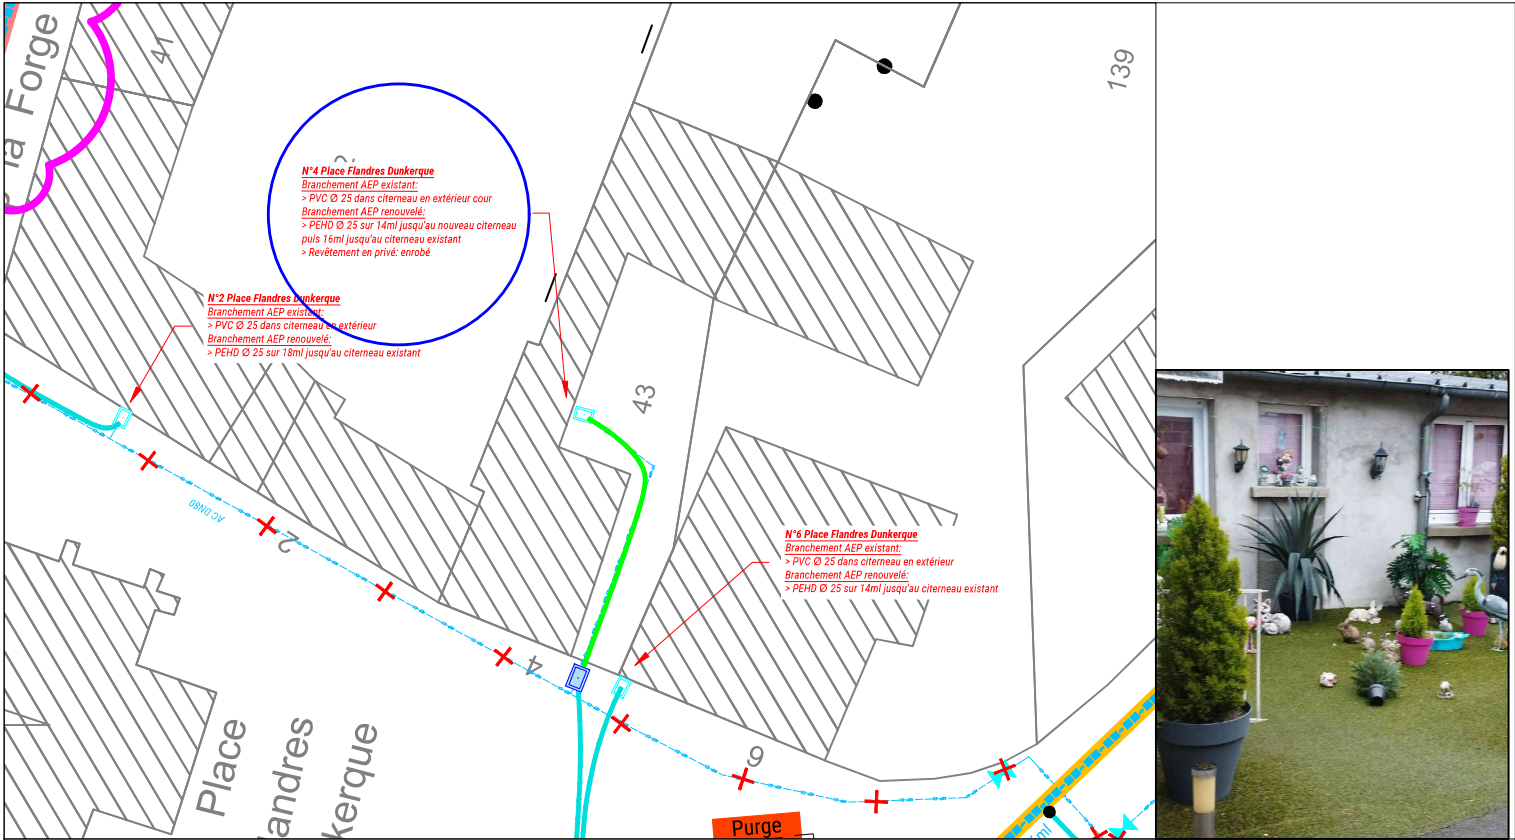 la Forge
41
139
N°4 Place Flandres Dunkerque
Branchement AEP existant:
> PVC Ø 25 dans citerneau en extérieur cour
Branchement AEP renouvelé:
> PEHD Ø 25 sur 14ml jusqu'au nouveau citerneau
puis 16ml jusqu'au citerneau existant
> Revêtement en privé: enrobé
N°2 Place Flandres Dunkerque
Branchement AEP existant:
> PVC Ø 25 dans citerneau en extérieur
Branchement AEP renouvelé:
> PEHD Ø 25 sur 18ml jusqu'au citerneau existant
43
AC DN80
2
N°6 Place Flandres Dunkerque
Branchement AEP existant:
> PVC Ø 25 dans citerneau en extérieur
Branchement AEP renouvelé:
> PEHD Ø 25 sur 14ml jusqu'au citerneau existant
4
6
Place
landres
kerque
Purge
ml